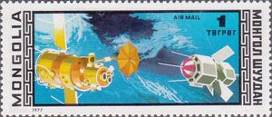 MONGOLIA
AIR MAIL
1
ТӨГРӨГ
МОНГОЛ ШУУДАН
1977